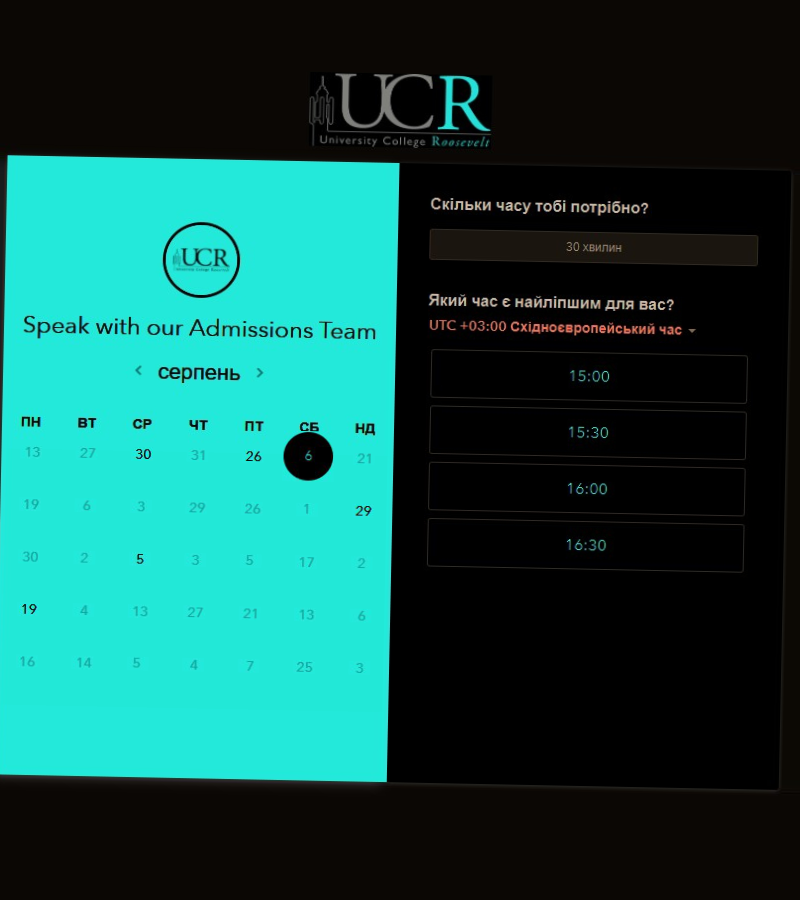 UCR
University College Roosevelt
UCR
University College Roosevelt
Speak with our Admissions Team
серпень
ПН ВТ СР ЧТ ПТ СБ НД
13 27 30 31 26 6 21
19 6 3 29 26 1 29
30 2 5 3 5 17 2
19 4 13 27 21 13 6
16 14 5 4 7 25 3
Скільки часу тобі потрібно?
30 хвилин
Який час є найліпшим для вас?
UTC +03:00 Східноєвропейський час
15:00
15:30
16:00
16:30